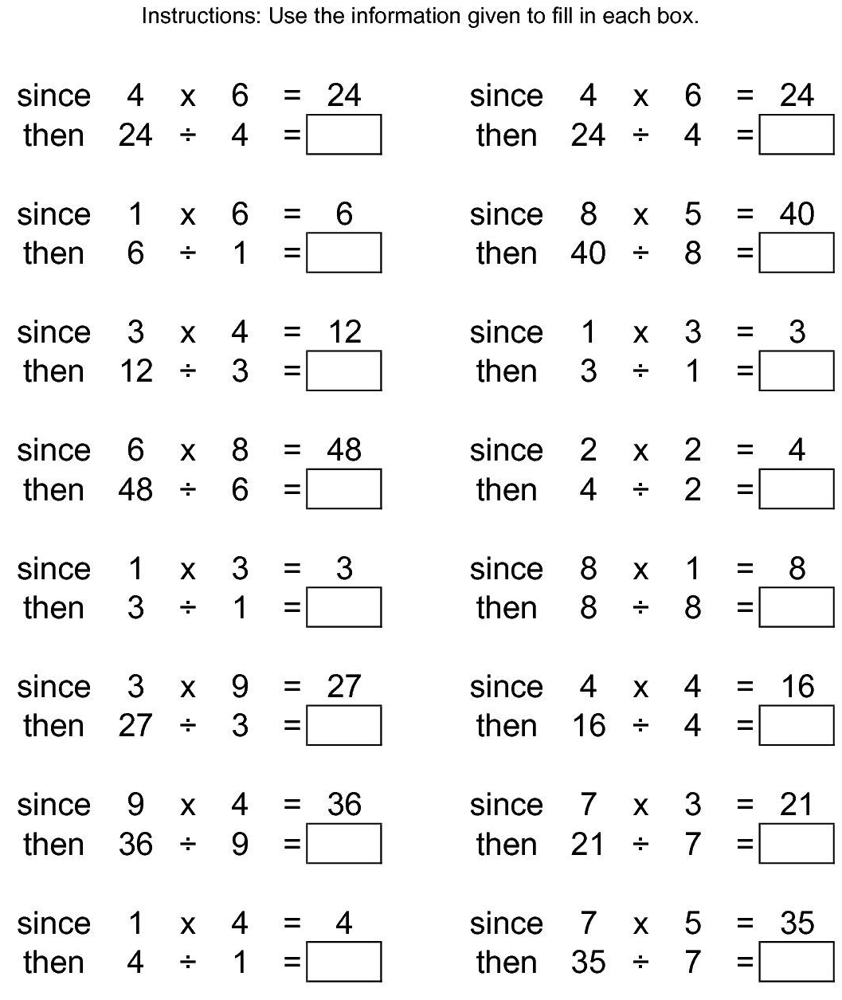 Instructions: Use the information given to fill in each box.
since 4 x 6 = 24
then 24 ÷ 4 =
since 4 x 6 = 24
then 24 ÷ 4 =
since 1 x 6 = 6
then 6 ÷ 1 =
since 8 x 5 = 40
then 40 ÷ 8 =
since 3 x 4 = 12
then 12 ÷ 3 =
since 1 x 3 = 3
then 3 ÷ 1 =
since 6 x 8 = 48
then 48 ÷ 6 =
since 2 x 2 = 4
then 4 ÷ 2 =
since 1 x 3 = 3
then 3 ÷ 1 =
since 8 x 1 = 8
then 8 ÷ 8 =
since 3 x 9 = 27
then 27 ÷ 3 =
since 4 x 4 = 16
then 16 ÷ 4 =
since 9 x 4 = 36
then 36 ÷ 9 =
since 7 x 3 = 21
then 21 ÷ 7 =
since 1 x 4 = 4
then 4 ÷ 1 =
since 7 x 5 = 35
then 35 ÷ 7 =